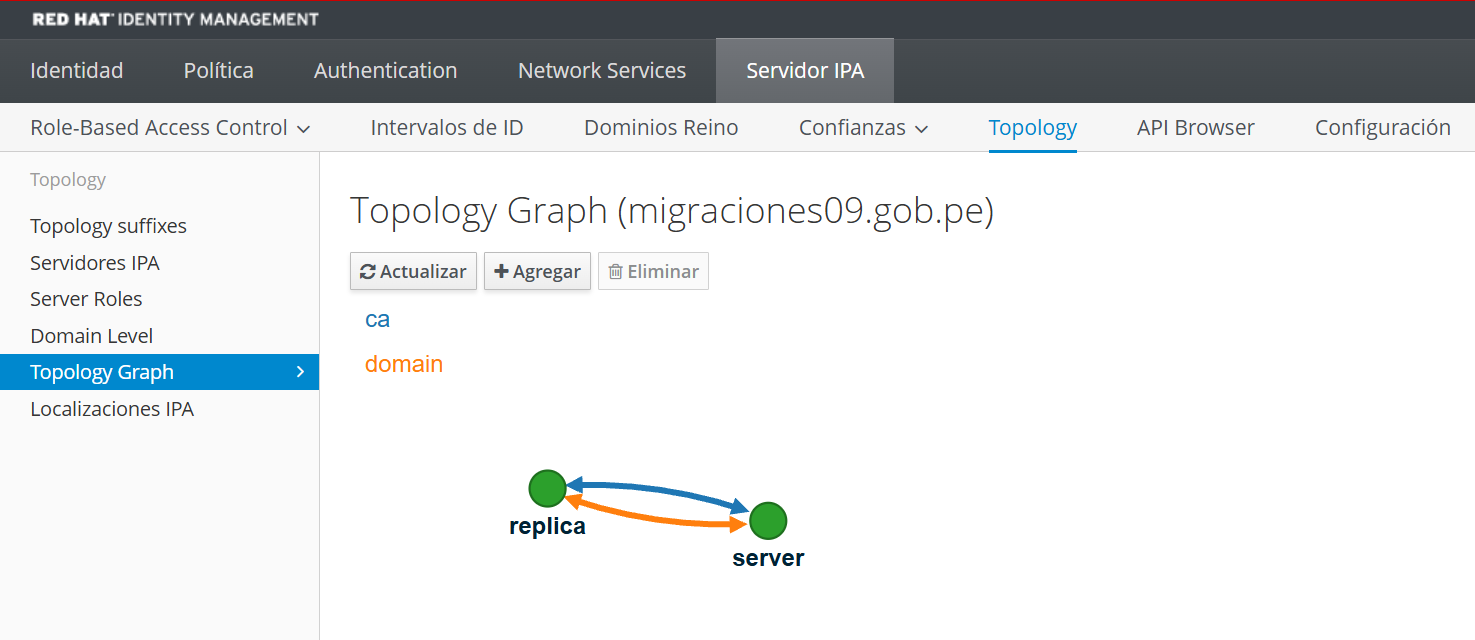 RED HAT IDENTITY MANAGEMENT
Identidad Política Authentication Network Services Servidor IPA
Role-Based Access Control Intervalos de ID Dominios Reino Confianzas Topology API Browser Configuración
Topology
Topology suffixes
Servidores IPA
Server Roles
Domain Level
Topology Graph
Localizaciones IPA
Topology Graph (migraciones09.gob.pe)
Actualizar Agregar Eliminar
ca
domain
replica
server